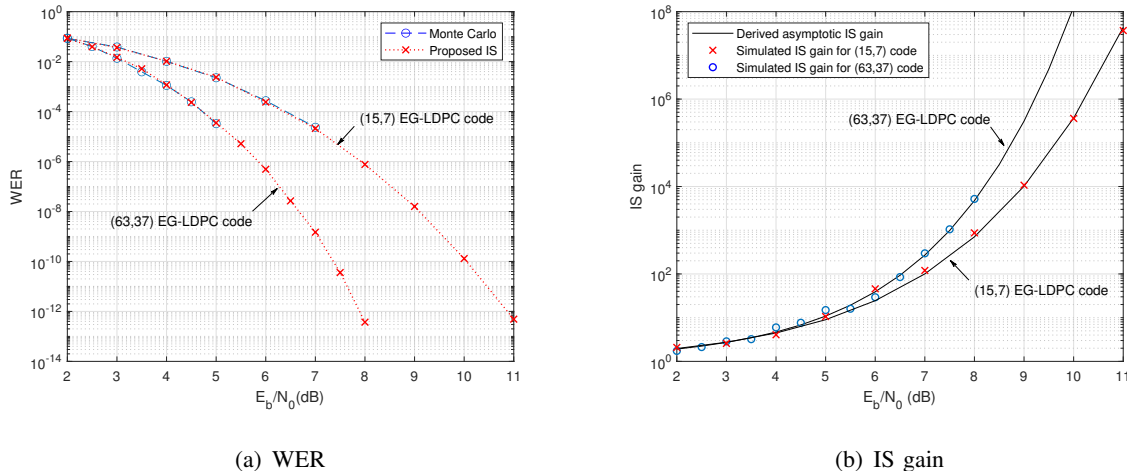 10^0
10^-2
10^-4
10^-6
10^-8
10^-10
10^-12
10^-14
WER
2 3 4 5 6 7 8 9 10 11
E_b/N_0(dB)
Monte Carlo
Proposed IS
(15,7) EG-LDPC code
(63,37) EG-LDPC code
(a) WER
10^8
10^6
10^4
10^2
10^0
IS gain
2 3 4 5 6 7 8 9 10 11
E_b/N_0 (dB)
Derived asymptotic IS gain
Simulated IS gain for (15,7) code
Simulated IS gain for (63,37) code
(63,37) EG-LDPC code
(15,7) EG-LDPC code
(b) IS gain